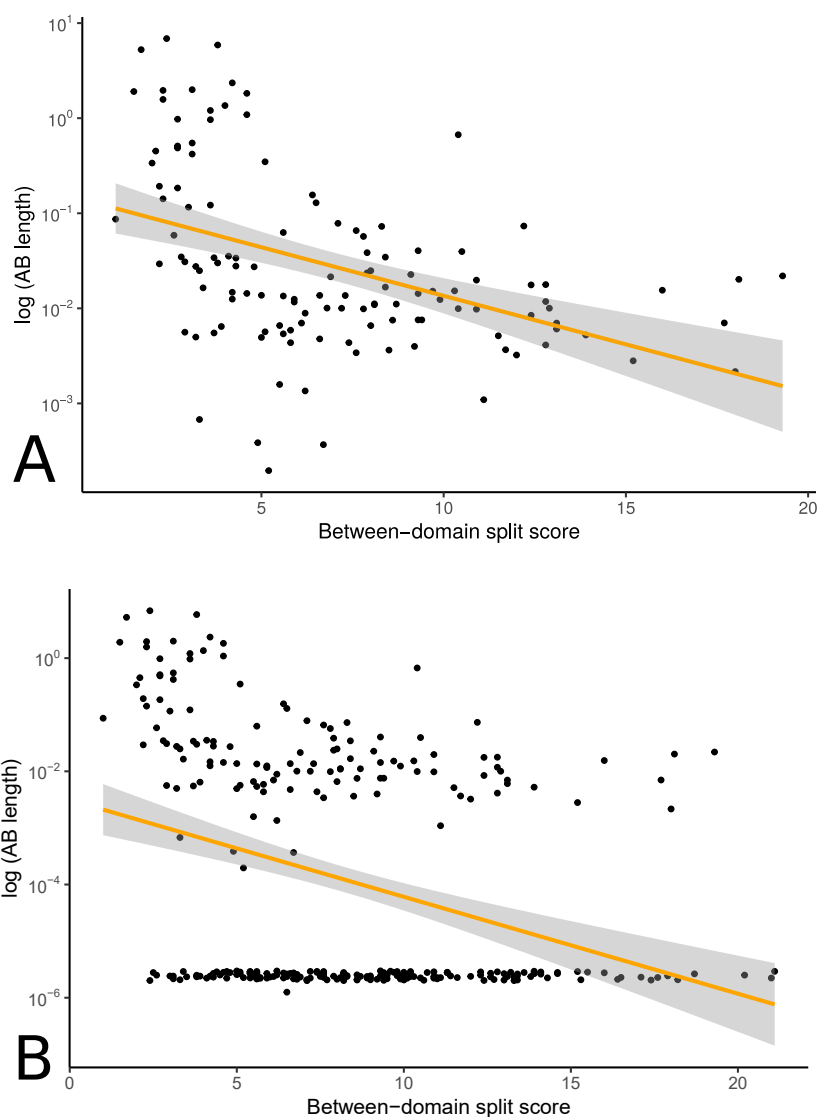 10¹
10⁰
10⁻¹
10⁻²
10⁻³
log (AB length)
A
5 10 15 20
Between−domain split score
10⁰
10⁻²
10⁻⁴
10⁻⁶
log (AB length)
B
0 5 10 15 20
Between−domain split score